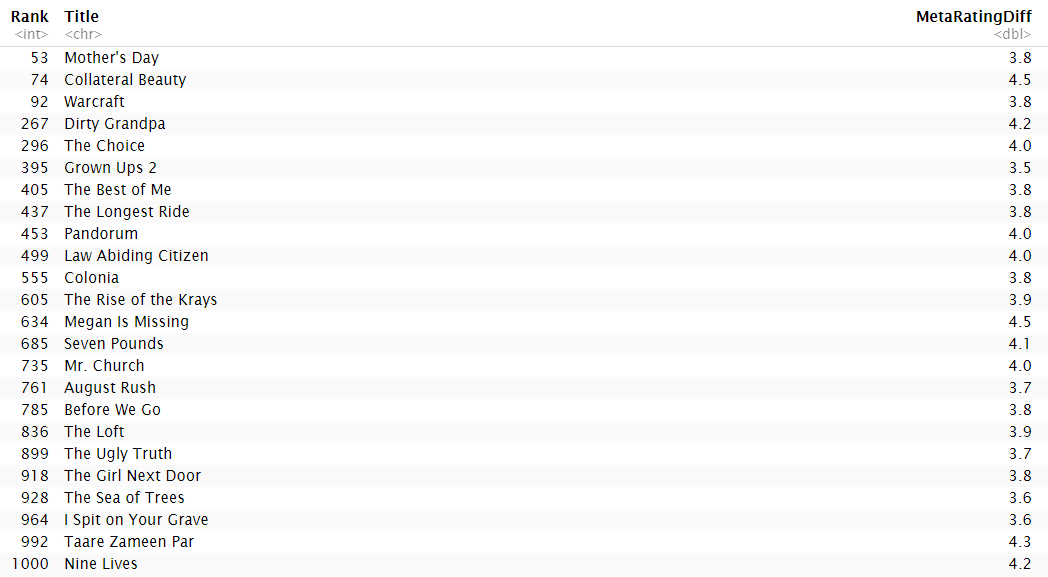 Rank Title MetaRatingDiff
<int> <chr> <dbl>
53 Mother's Day 3.8
74 Collateral Beauty 4.5
92 Warcraft 3.8
267 Dirty Grandpa 4.2
296 The Choice 4.0
395 Grown Ups 2 3.5
405 The Best of Me 3.8
437 The Longest Ride 3.8
453 Pandorum 4.0
499 Law Abiding Citizen 4.0
555 Colonia 3.8
605 The Rise of the Krays 3.9
634 Megan Is Missing 4.5
685 Seven Pounds 4.1
735 Mr. Church 4.0
761 August Rush 3.7
785 Before We Go 3.8
836 The Loft 3.9
899 The Ugly Truth 3.7
918 The Girl Next Door 3.8
928 The Sea of Trees 3.6
964 I Spit on Your Grave 3.6
992 Taare Zameen Par 4.3
1000 Nine Lives 4.2